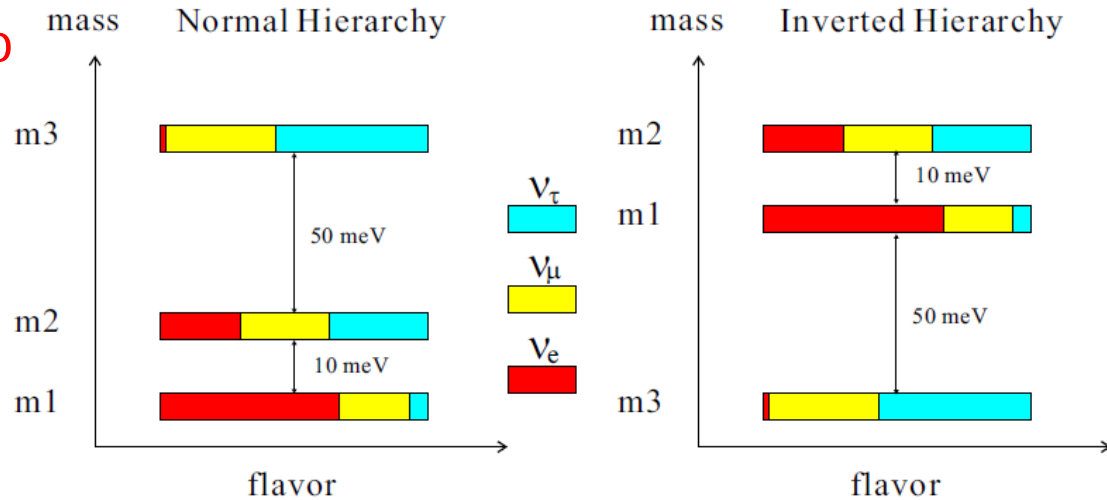 mass Normal Hierarchy
m3
50 meV
m2
10 meV
m1
flavor
ντ
νμ
νe
mass Inverted Hierarchy
m2
10 meV
m1
50 meV
m3
flavor